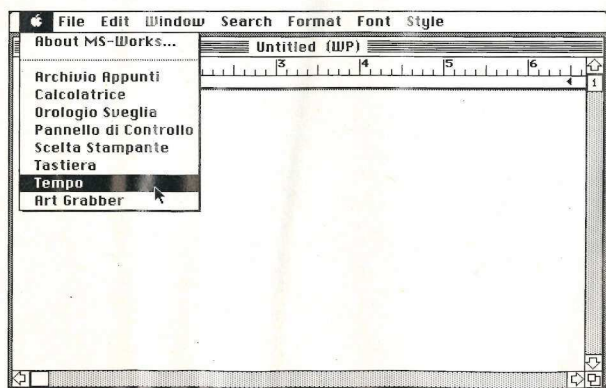 File Edit Window Search Format Font Style
About MS-Works...
Untitled (WP)
3 4 5 6
1
Archivio Appunti
Calcolatrice
Orologio Sveglia
Pannello di Controllo
Scelta Stampante
Tastiera
Tempo
Art Grabber